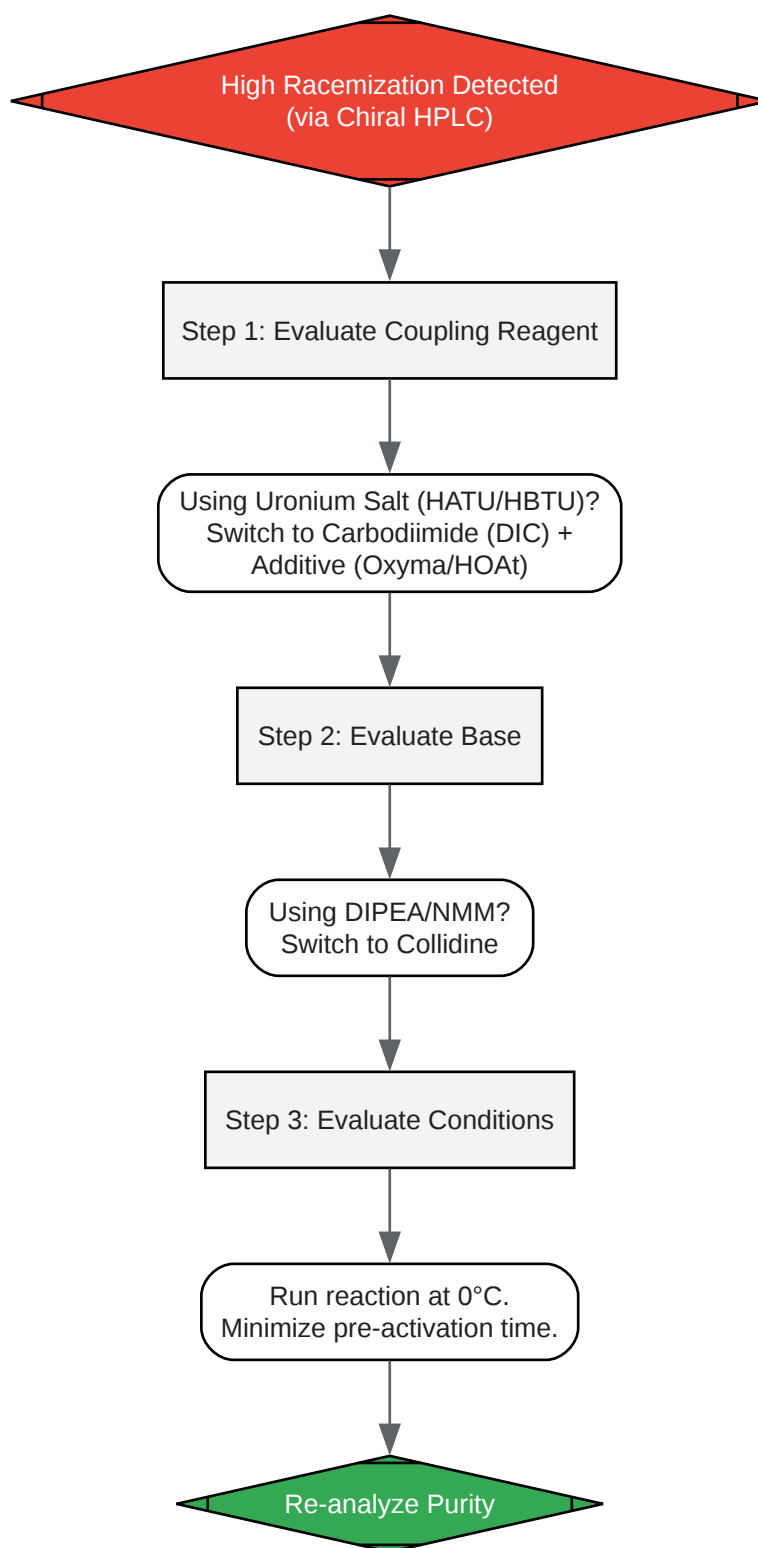 High Racemization Detected
(via Chiral HPLC)
Step 1: Evaluate Coupling Reagent
Using Uronium Salt (HATU/HBTU)?
Switch to Carbodiimide (DIC) +
Additive (Oxyma/HOAt)
Step 2: Evaluate Base
Using DIPEA/NMM?
Switch to Collidine
Step 3: Evaluate Conditions
Run reaction at 0°C.
Minimize pre-activation time.
Re-analyze Purity